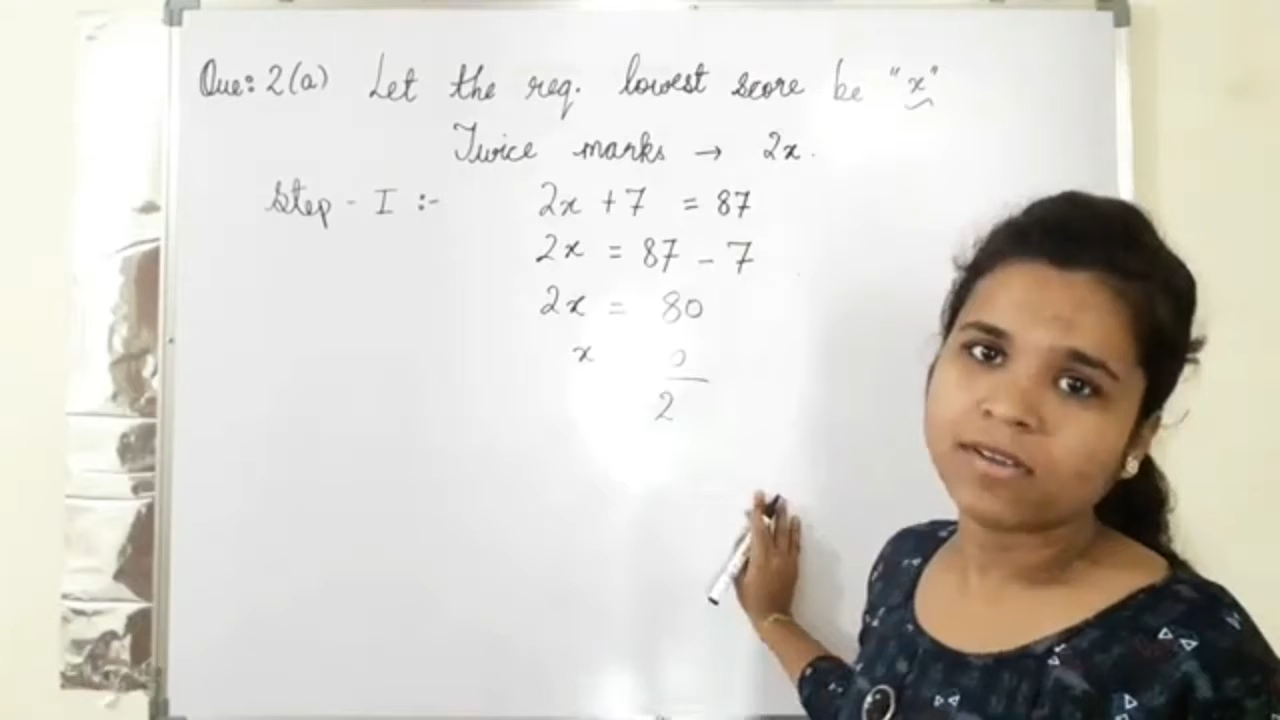 Que: 2(a) Let the req. lowest score be "x"
Twice marks → 2x.
Step - I :- 2x + 7 = 87
2x = 87 - 7
2x = 80
x
2